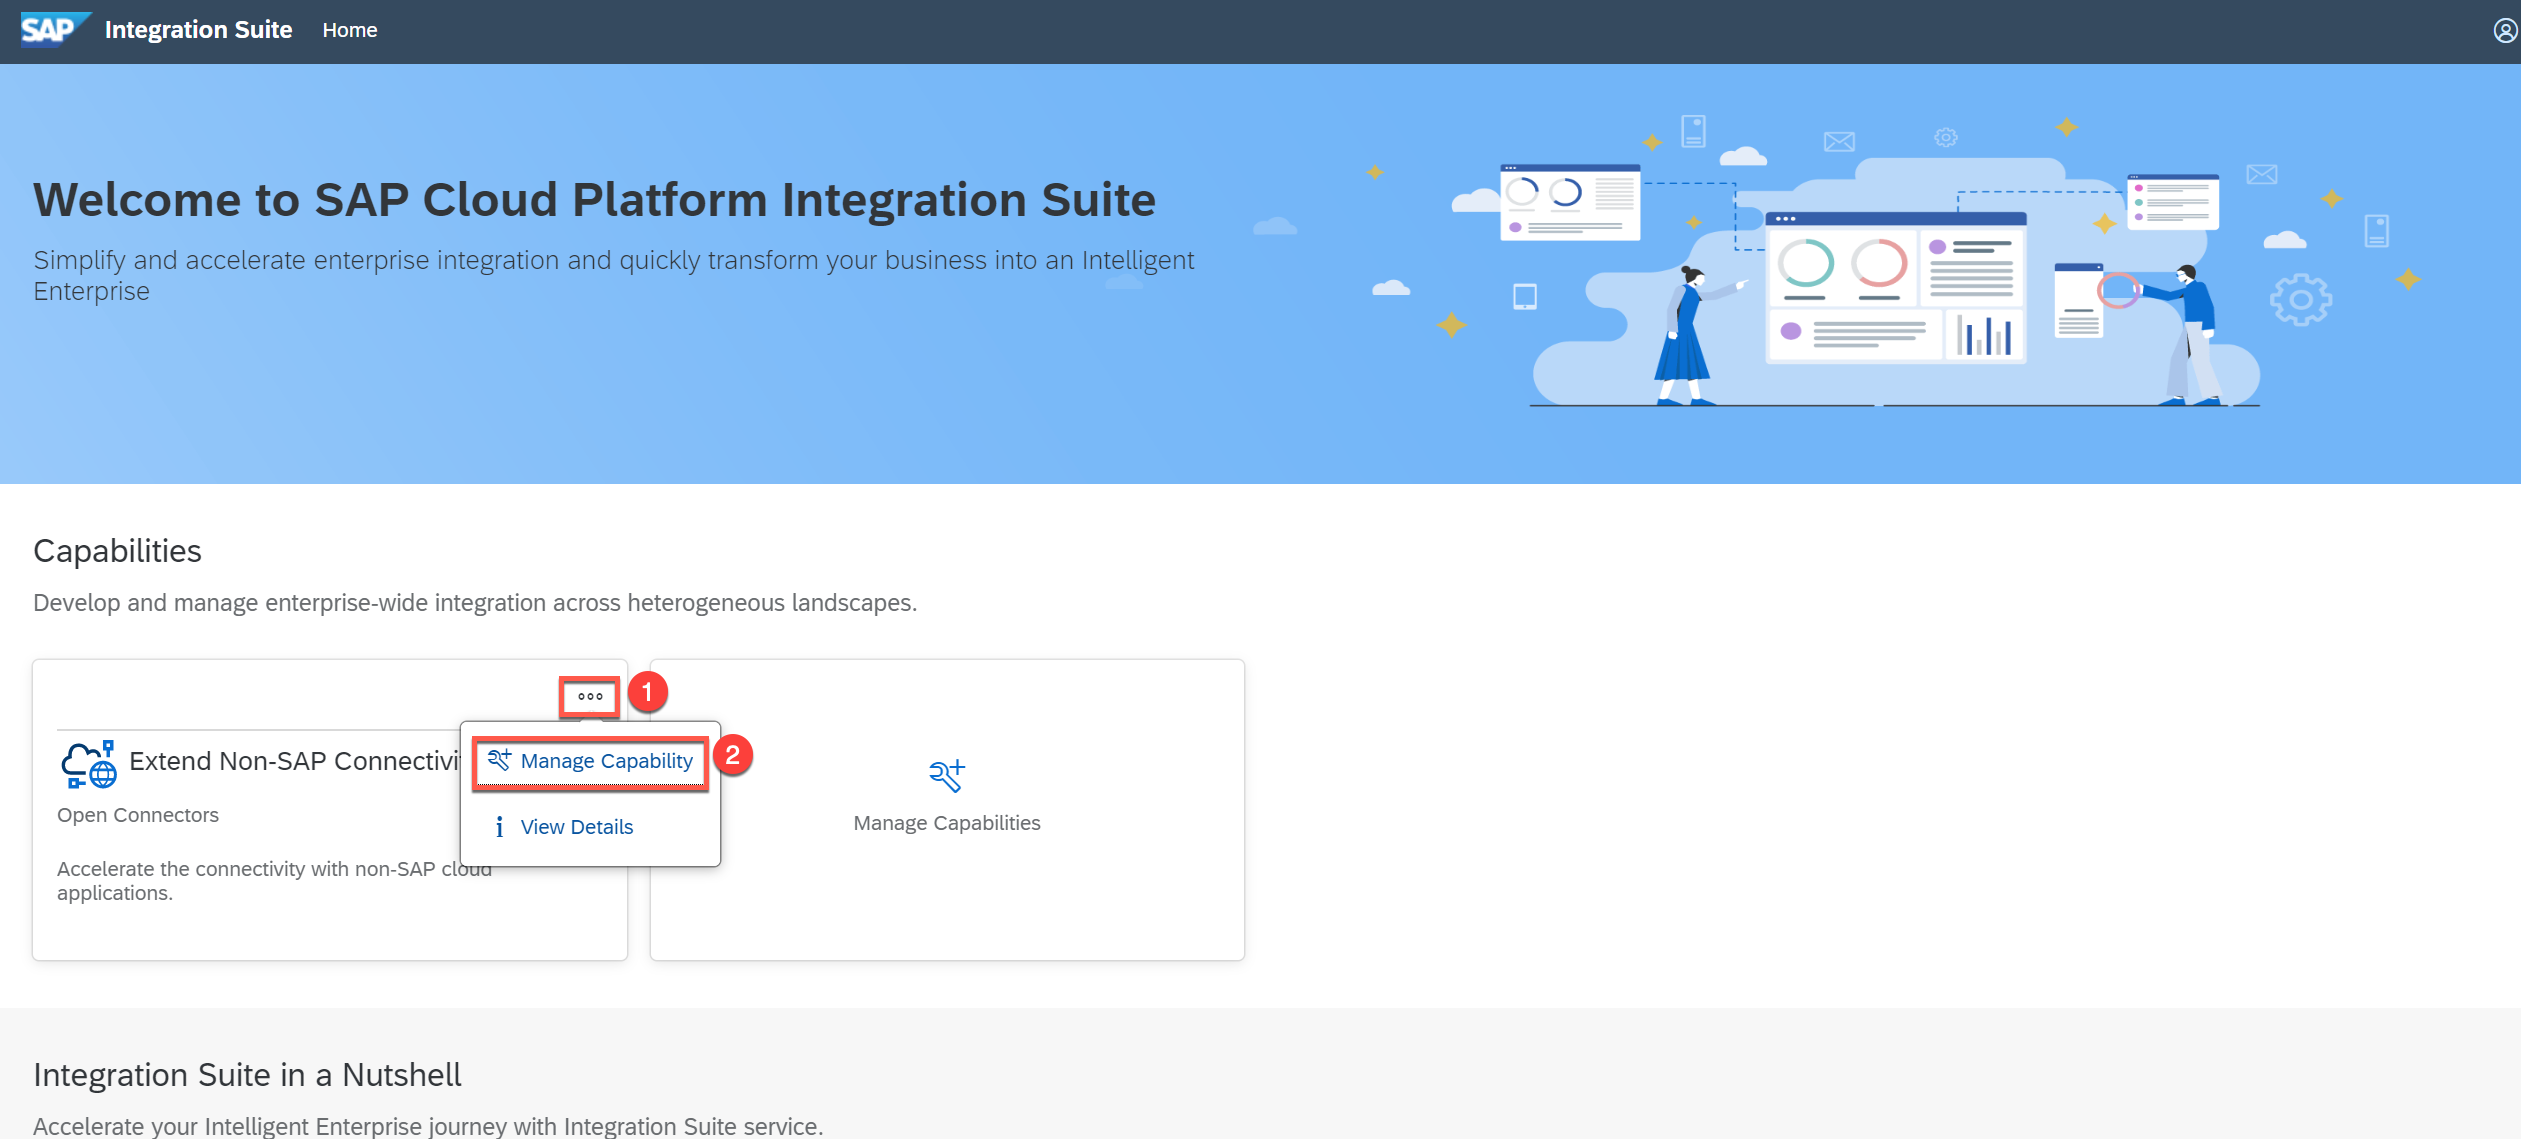 SAP Integration Suite Home
Welcome to SAP Cloud Platform Integration Suite
Simplify and accelerate enterprise integration and quickly transform your business into an Intelligent
Enterprise
Capabilities
Develop and manage enterprise-wide integration across heterogeneous landscapes.
1
Extend Non-SAP Connectivi
Manage Capability
2
Open Connectors
View Details
Manage Capabilities
Accelerate the connectivity with non-SAP cloud
applications.
Integration Suite in a Nutshell
Accelerate your Intelligent Enterprise journey with Integration Suite service.